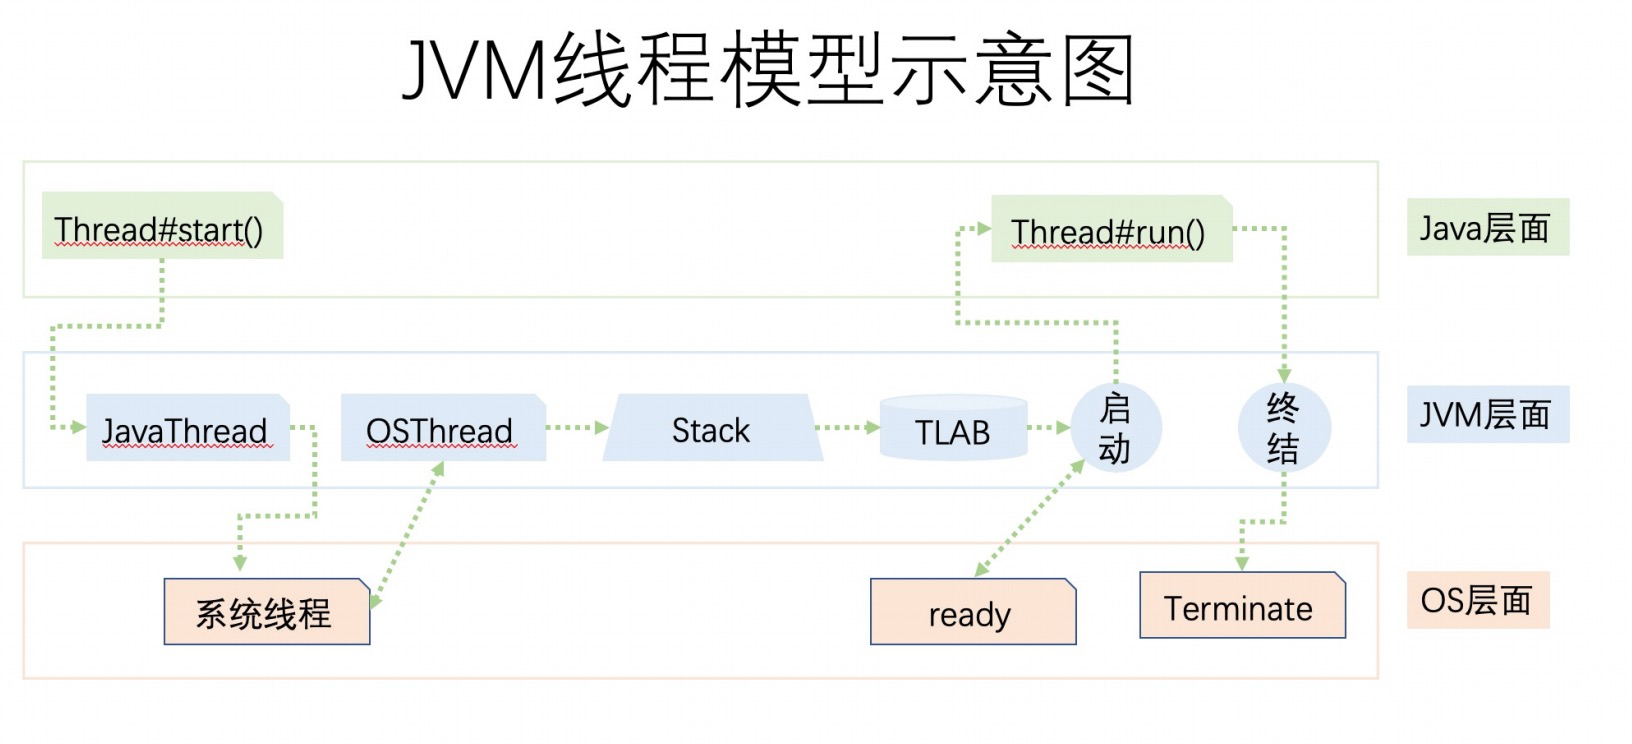 JVM线程模型示意图
Thread#start()
Thread#run()
Java层面
JavaThread
OSThread
Stack
TLAB
启
动
终
结
JVM层面
系统线程
ready
Terminate
OS层面